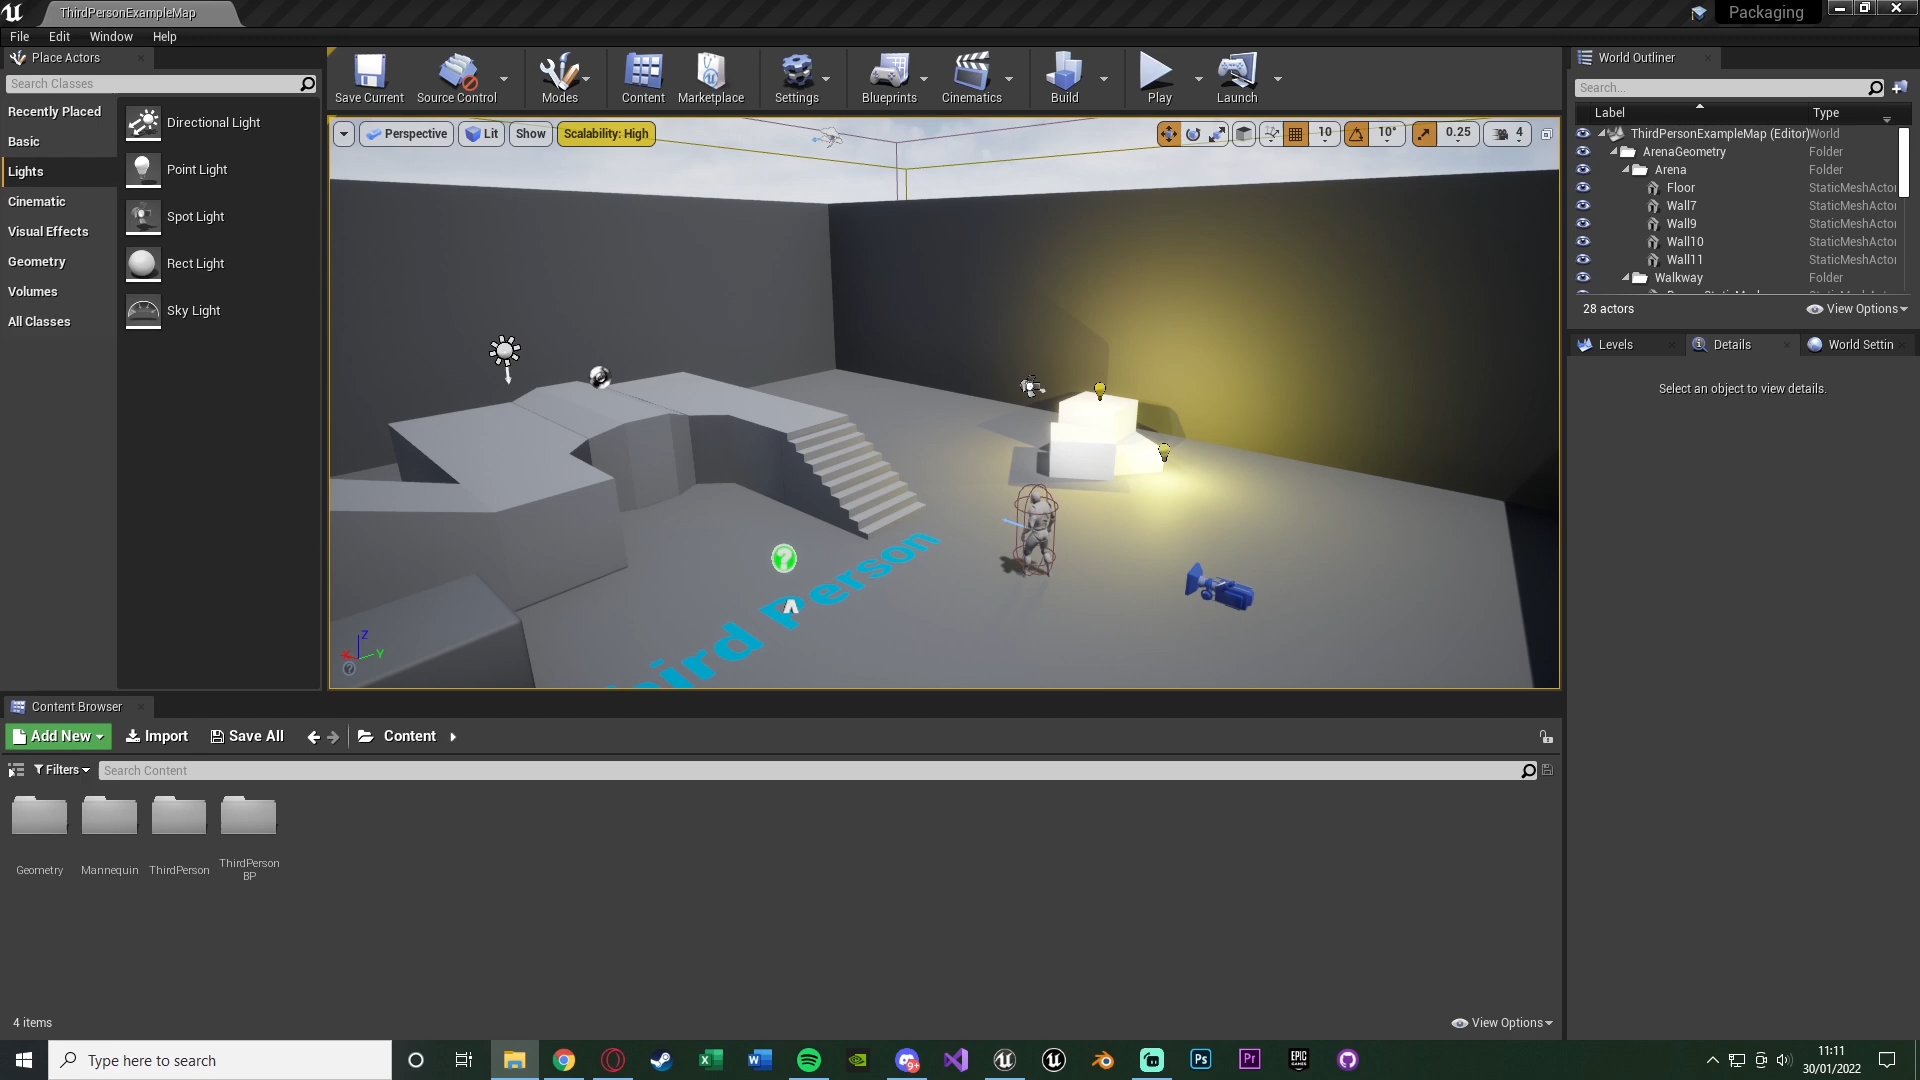 ThirdPersonExampleMap
Packaging
File Edit Window Help
Place Actors
Search Classes
Recently Placed
Basic
Lights
Cinematic
Visual Effects
Geometry
Volumes
All Classes
Directional Light
Point Light
Spot Light
Rect Light
Sky Light
Save Current
Source Control
Modes
Content
Marketplace
Settings
Blueprints
Cinematics
Build
Play
Launch
Perspective
Lit
Show
Scalability: High
10
10°
0.25
4
Person
Z
X
Y
World Outliner
Search...
Label Type
ThirdPersonExampleMap (Editor) World
ArenaGeometry Folder
Arena Folder
Floor StaticMeshActor
Wall7 StaticMeshActor
Wall9 StaticMeshActor
Wall10 StaticMeshActor
Wall11 StaticMeshActor
Walkway Folder
28 actors
View Options
Levels
Details
World Settin
Select an object to view details.
Content Browser
Add New
Import
Save All
Content
Filters
Search Content
Geometry
Mannequin
ThirdPerson
ThirdPerson
BP
4 items
View Options
Type here to search
9+
Ps
Pr
EPIC
GAMES
11:11
30/01/2022